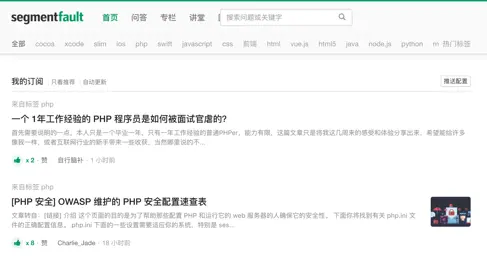 segmentfault 首页 问答 专栏 讲堂 搜索问题或关键字
全部 cocos xcode slim ios php swift javascript css 前端 html vue.js html5 java node.js python m 热门标签
我的订阅 只看推荐 自动更新 推送配置
来自标签 php
一个 1年工作经验的 PHP 程序员是如何被面试官虐的?
首先需要说明的一点，本人只是一个毕业一年，只有一年工作经验的普通PHPer，能力有限，这篇文章只是将我这几周来的感受和体验分享出来，希望能给许多
像我一样，或者互联网行业的新手带来一些收获，当然哪里说的不...
x 2 · 赞 自行脑补 · 1 小时前
来自标签 php
[PHP 安全] OWASP 维护的 PHP 安全配置速查表
文章转自：[链接] 介绍 这个页面的目的是为了帮助那些配置 PHP 和运行它的 web 服务器的人确保它的安全性。 下面你将找到有关 php.ini 文
件的正确配置信息。 php.ini 下面的一些设置需要适应你的系统，特别是 ses...
x 8 · 赞 Charlie_Jade · 18 小时前